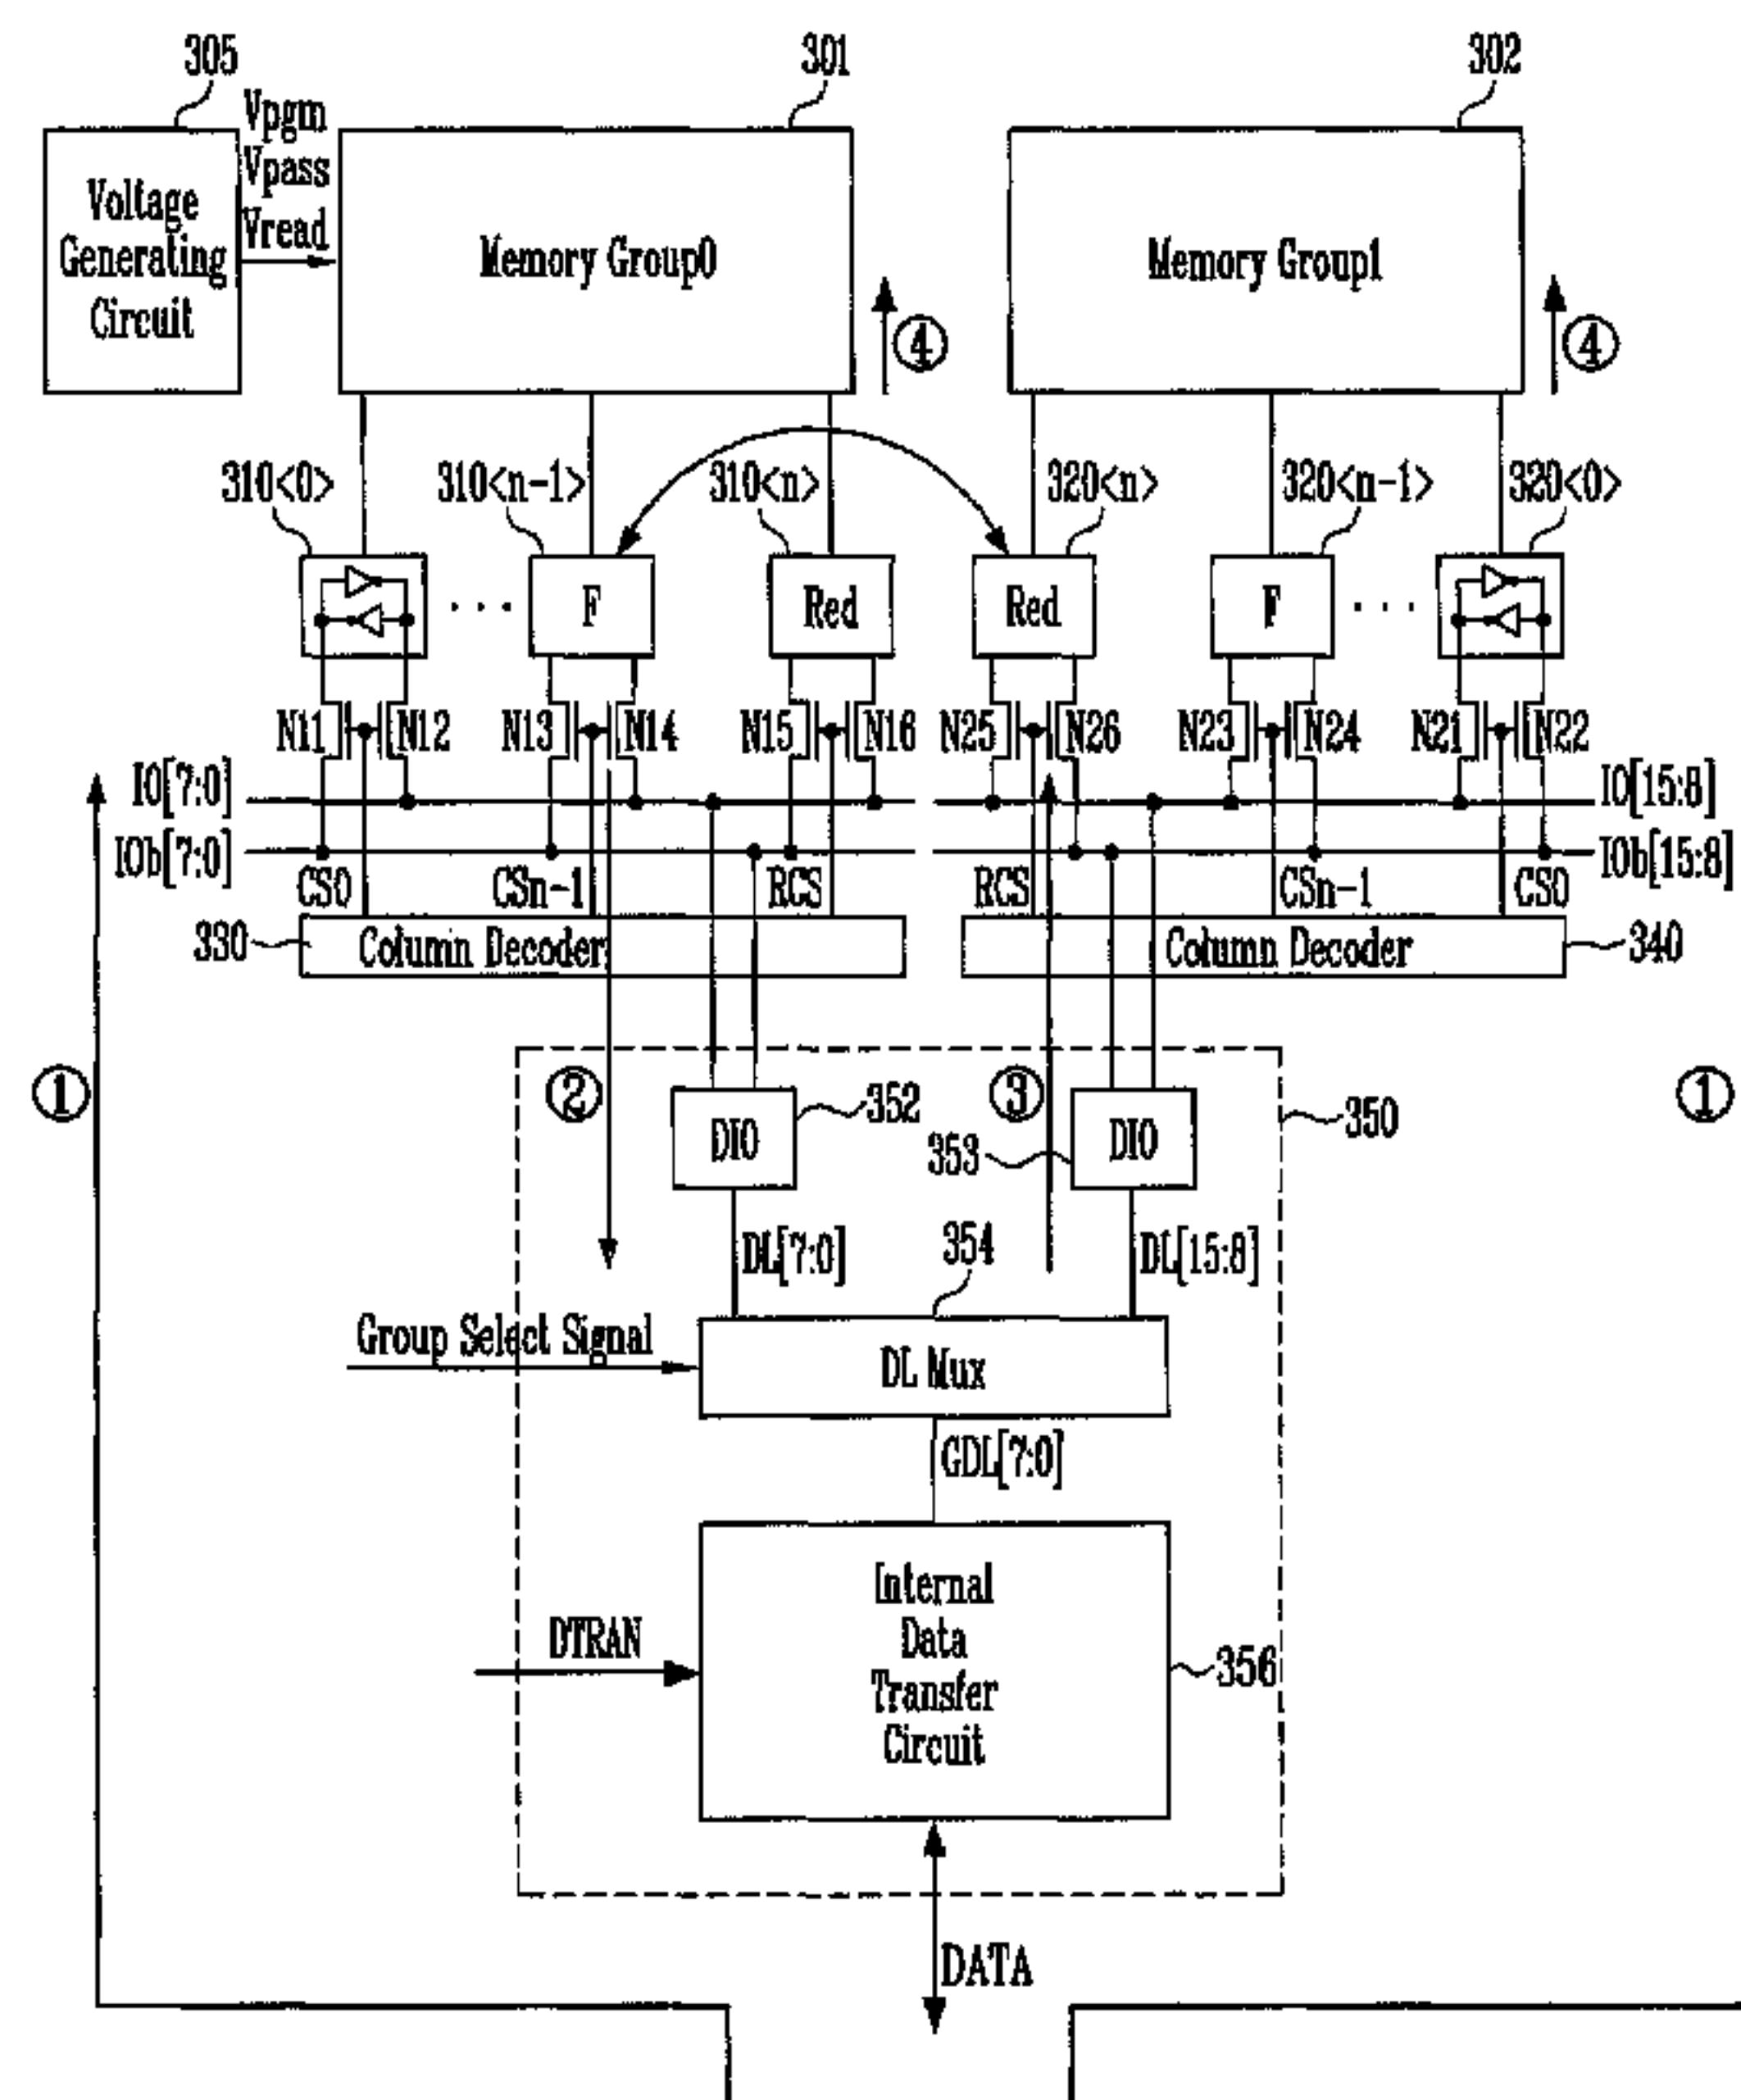 305
301
302
Vpgm
Vpass
Vread
Voltage
Generating
Circuit
Memory Group0
Memory Group1
④
④
310<0>
310<n-1>
310<n>
320<n>
320<n-1>
320<0>
· · ·
F
Red
Red
F
· · ·
N11
N12
N13
N14
N15
N16
N25
N26
N23
N24
N21
N22
IO[7:0]
IO[15:8]
IOb[7:0]
IOb[15:8]
CS0
CSn-1
RCS
RCS
CSn-1
CS0
330
Column Decoder
Column Decoder
340
①
②
352
③
350
①
DIO
353
DIO
DL[7:0]
354
DL[15:8]
Group Select Signal
DL Mux
GDL[7:0]
Internal
Data
Transfer
Circuit
DTRAN
356
DATA